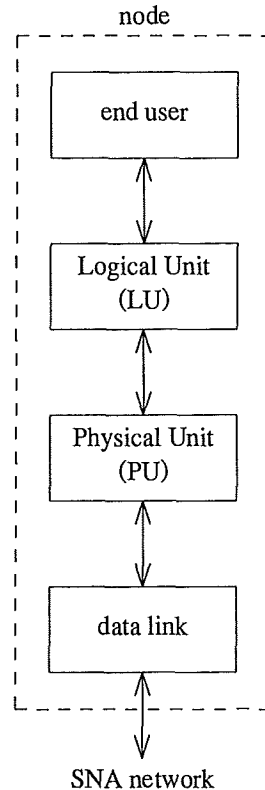 node
end user
Logical Unit
(LU)
Physical Unit
(PU)
data link
SNA network